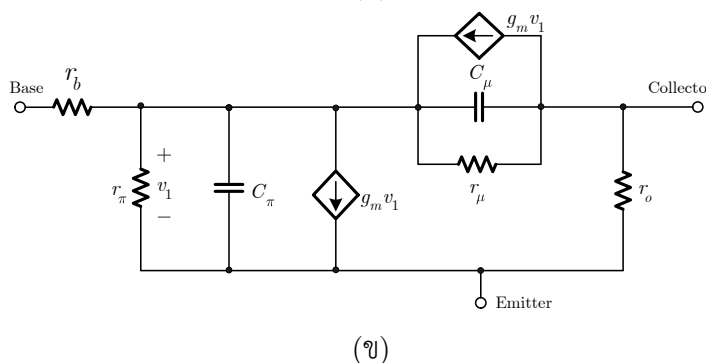 g_m v_1
C_μ
Base
r_b
Collecto
+
r_π
v_1
−
C_π
g_m v_1
r_μ
r_o
Emitter
(ข)